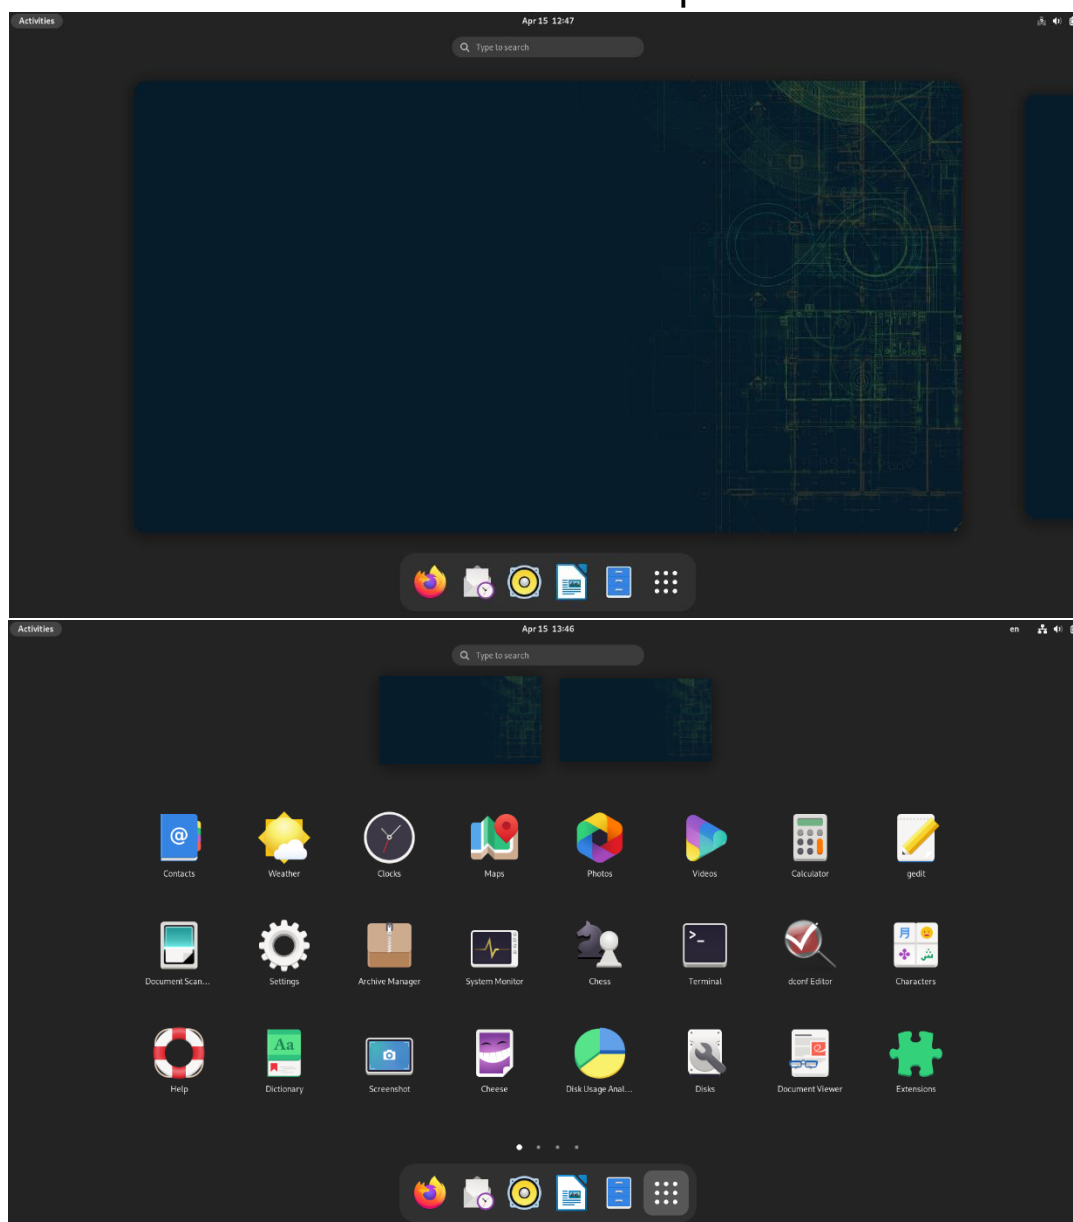 Activities
Apr 15 12:47
Type to search
Activities
Apr 15 13:46
en
Type to search
@
Contacts
Weather
Clocks
Maps
Photos
Videos
Calculator
gedit
>_
月
ش
Document Scan...
Settings
Archive Manager
System Monitor
Chess
Terminal
dconf Editor
Characters
Aa
Help
Dictionary
Screenshot
Cheese
Disk Usage Anal...
Disks
Document Viewer
Extensions